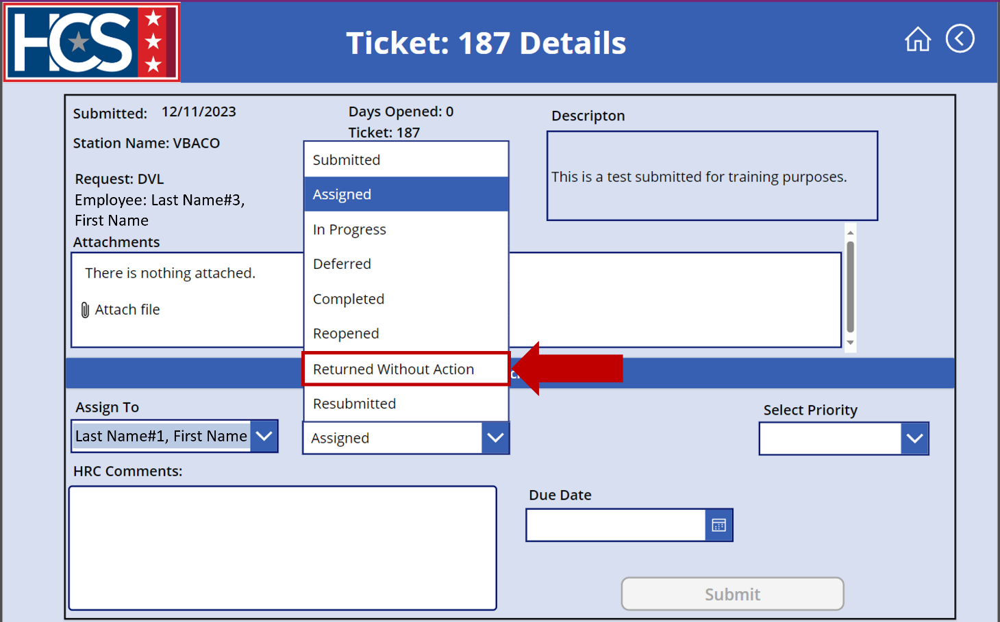 HCS
Ticket: 187 Details
Submitted: 12/11/2023
Days Opened: 0
Ticket: 187
Station Name: VBACO
Request: DVL
Employee: Last Name#3,
First Name
Descripton
This is a test submitted for training purposes.
Attachments
There is nothing attached.
Attach file
Submitted
Assigned
In Progress
Deferred
Completed
Reopened
Returned Without Action
Resubmitted
Assign To
Last Name#1, First Name
Assigned
Select Priority
HRC Comments:
Due Date
Submit